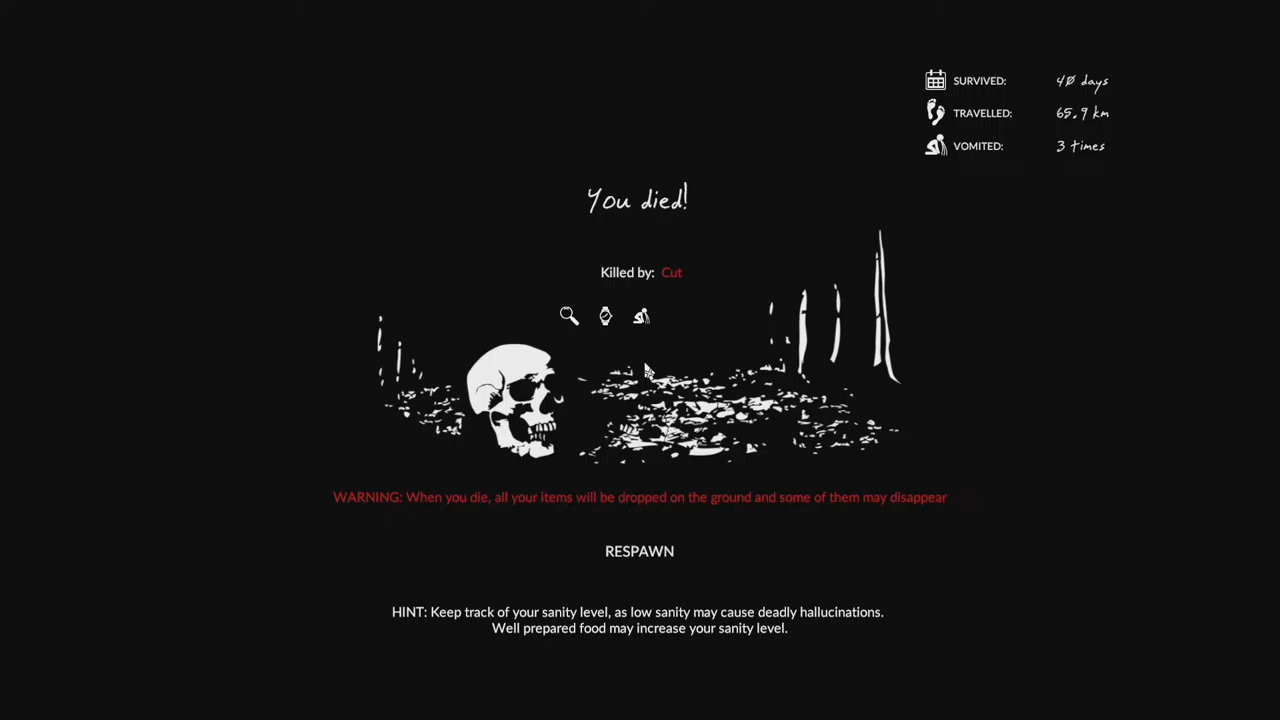 SURVIVED: 40 days
TRAVELLED: 65.9 km
VOMITED: 3 times
You died!
Killed by: Cut
WARNING: When you die, all your items will be dropped on the ground and some of them may disappear
RESPAWN
HINT: Keep track of your sanity level, as low sanity may cause deadly hallucinations.
Well prepared food may increase your sanity level.